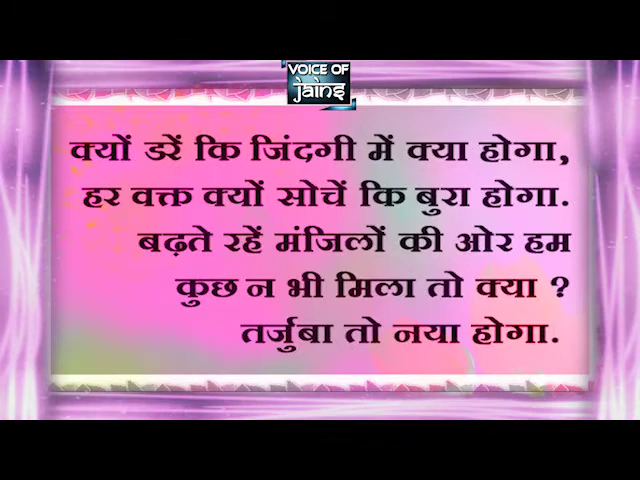 VOICE OF
jains
क्यों डरें कि जिंदगी में क्या होगा,
हर वक्त क्यों सोचें कि बुरा होगा.
बढ़ते रहें मंजिलों की ओर हम
कुछ न भी मिला तो क्या ?
तर्जुबा तो नया होगा.